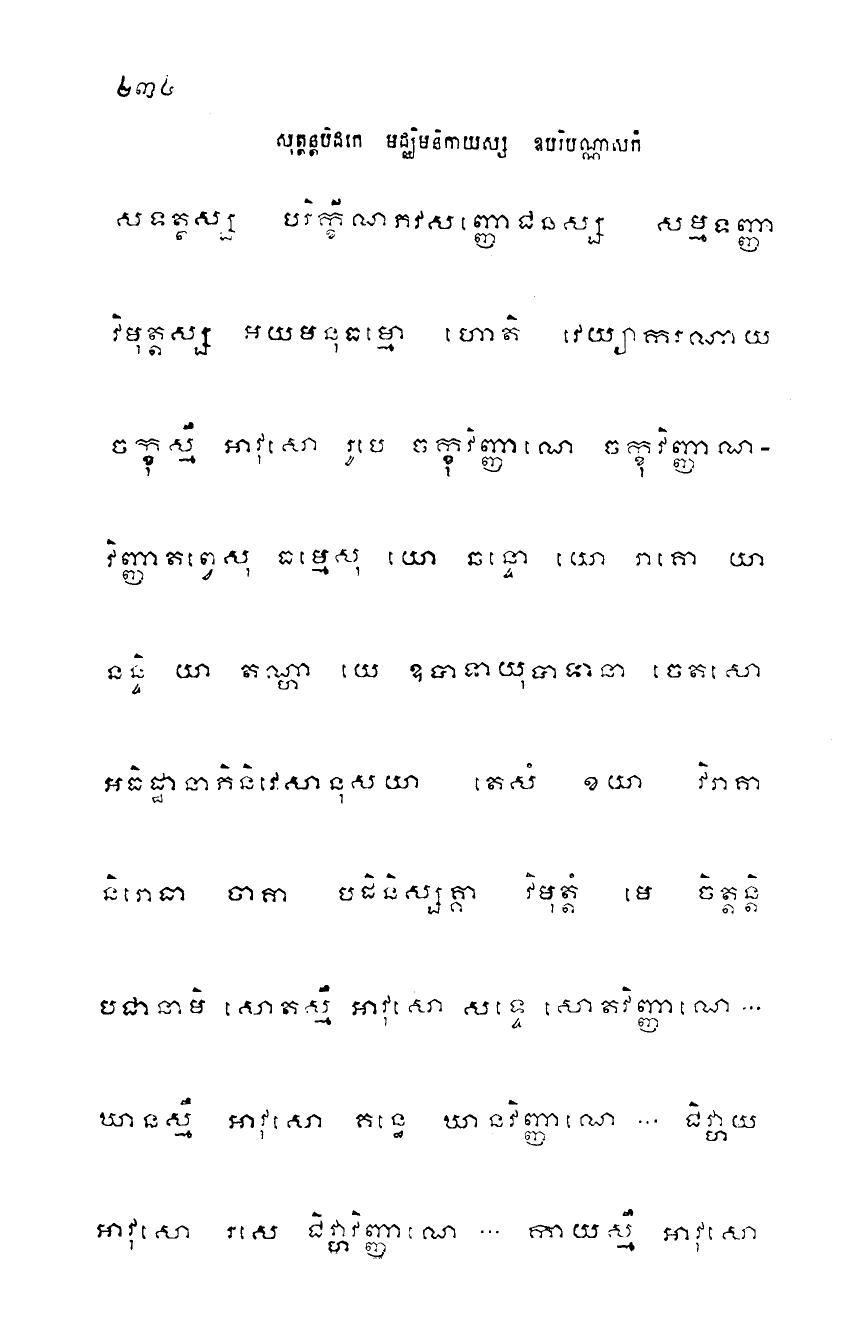 ២៣៤
សុត្តន្តបិដកេ មជ្ឈិមនិកាយស្ស ឧបរិបណ្ណាសកំ
សទត្ថស្ស បរិក្ខីណភវសញ្ញោជនស្ស សម្មទញ្ញា
វិមុត្តស្ស អយមនុធម្មោ ហោតិ វេយ្យាករណាយ
ចក្ខុស្មឹ អាវុសោ រូបេ ចក្ខុវិញ្ញាណេ ចក្ខុវិញ្ញាណ-
វិញ្ញាតព្វេសុ ធម្មេសុ យោ ឆន្ទោ យោ រាគោ យា
នន្ទិ យា តណ្ហា យេ ឧបាទាយុបាទានា ចេតសោ
អធិដ្ឋានាភិនិវេសានុសយា តេសំ ខយា វិរាគា
និរោធា ចាគា បដិនិស្សគ្គា វិមុត្តំ មេ ចិត្តន្តិ
បជានាមិ សោតស្មឹ អាវុសោ សទ្ទេ សោតវិញ្ញាណេ ...
ឃានស្មឹ អាវុសោ គន្ធេ ឃានវិញ្ញាណេ ... ជិវ្ហាយ
អាវុសោ រសេ ជិវ្ហាវិញ្ញាណេ ... កាយស្មឹ អាវុសោ